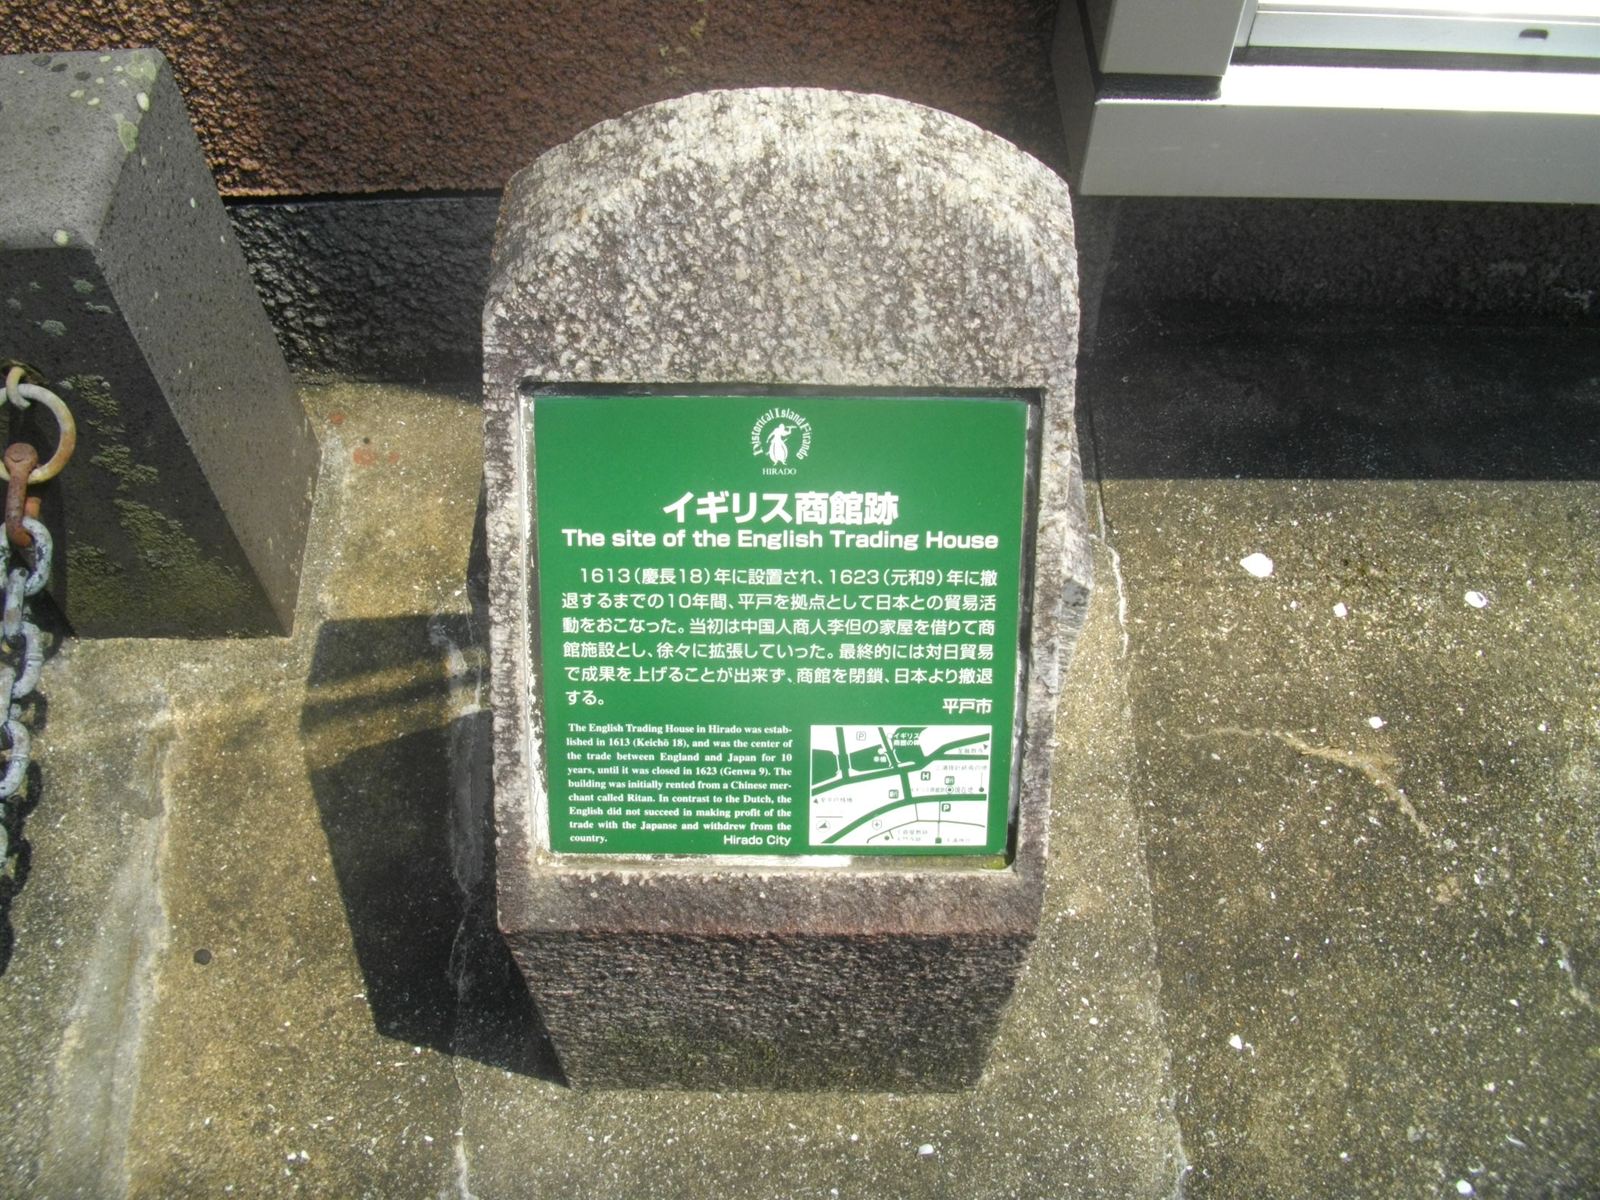 Historical Island Firando
HIRADO
イギリス商館跡
The site of the English Trading House
1613(慶長18)年に設置され、1623(元和9)年に撤
退するまでの10年間、平戸を拠点として日本との貿易活
動をおこなった。当初は中国人商人李但の家屋を借りて商
館施設とし、徐々に拡張していった。最終的には対日貿易
で成果を上げることが出来ず、商館を閉鎖、日本より撤退
する。
平戸市
The English Trading House in Hirado was estab-
lished in 1613 (Keichō 18), and was the center of
the trade between England and Japan for 10
years, until it was closed in 1623 (Genwa 9). The
building was initially rented from a Chinese mer-
chant called Ritan. In contrast to the Dutch, the
English did not succeed in making profit of the
trade with the Japanse and withdrew from the
country.
Hirado City
P
イギリス
幸橋
H
現在地
P